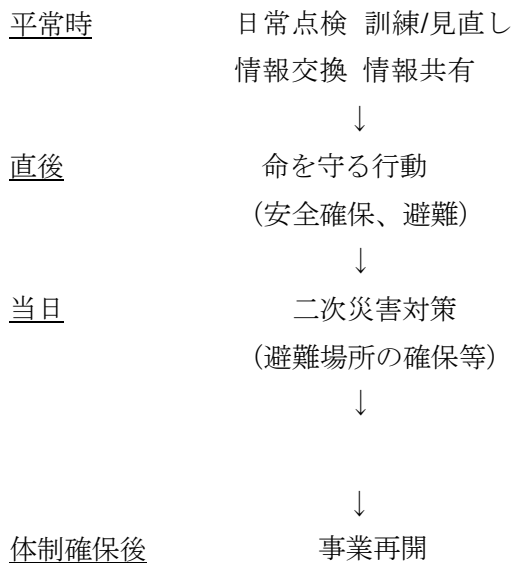 平常時 日常点検 訓練/見直し
情報交換 情報共有
↓
直後 命を守る行動
(安全確保、避難)
↓
当日 二次災害対策
(避難場所の確保等)
↓
↓
体制確保後 事業再開